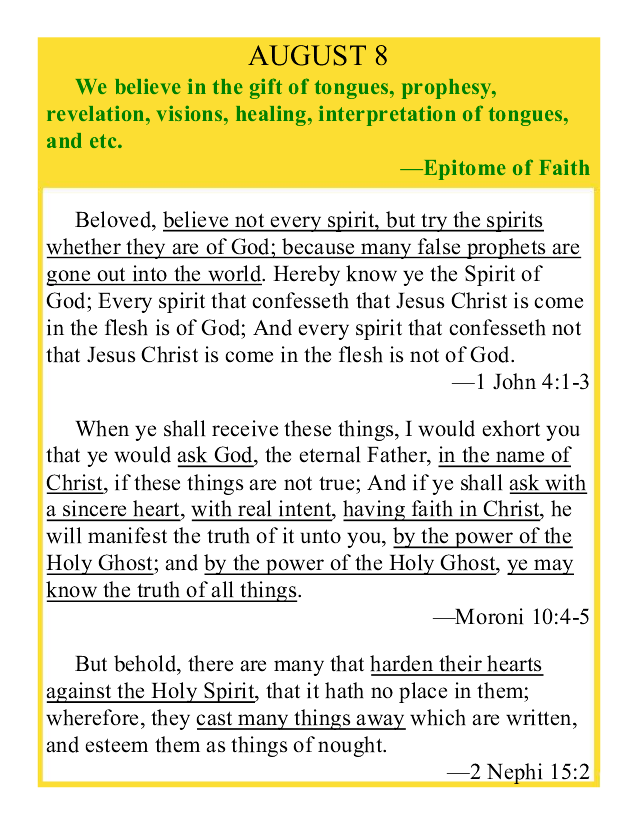 AUGUST 8
We believe in the gift of tongues, prophesy,
revelation, visions, healing, interpretation of tongues,
and etc.
—Epitome of Faith
Beloved, believe not every spirit, but try the spirits
whether they are of God; because many false prophets are
gone out into the world. Hereby know ye the Spirit of
God; Every spirit that confesseth that Jesus Christ is come
in the flesh is of God; And every spirit that confesseth not
that Jesus Christ is come in the flesh is not of God.
—1 John 4:1-3
When ye shall receive these things, I would exhort you
that ye would ask God, the eternal Father, in the name of
Christ, if these things are not true; And if ye shall ask with
a sincere heart, with real intent, having faith in Christ, he
will manifest the truth of it unto you, by the power of the
Holy Ghost; and by the power of the Holy Ghost, ye may
know the truth of all things.
—Moroni 10:4-5
But behold, there are many that harden their hearts
against the Holy Spirit, that it hath no place in them;
wherefore, they cast many things away which are written,
and esteem them as things of nought.
—2 Nephi 15:2